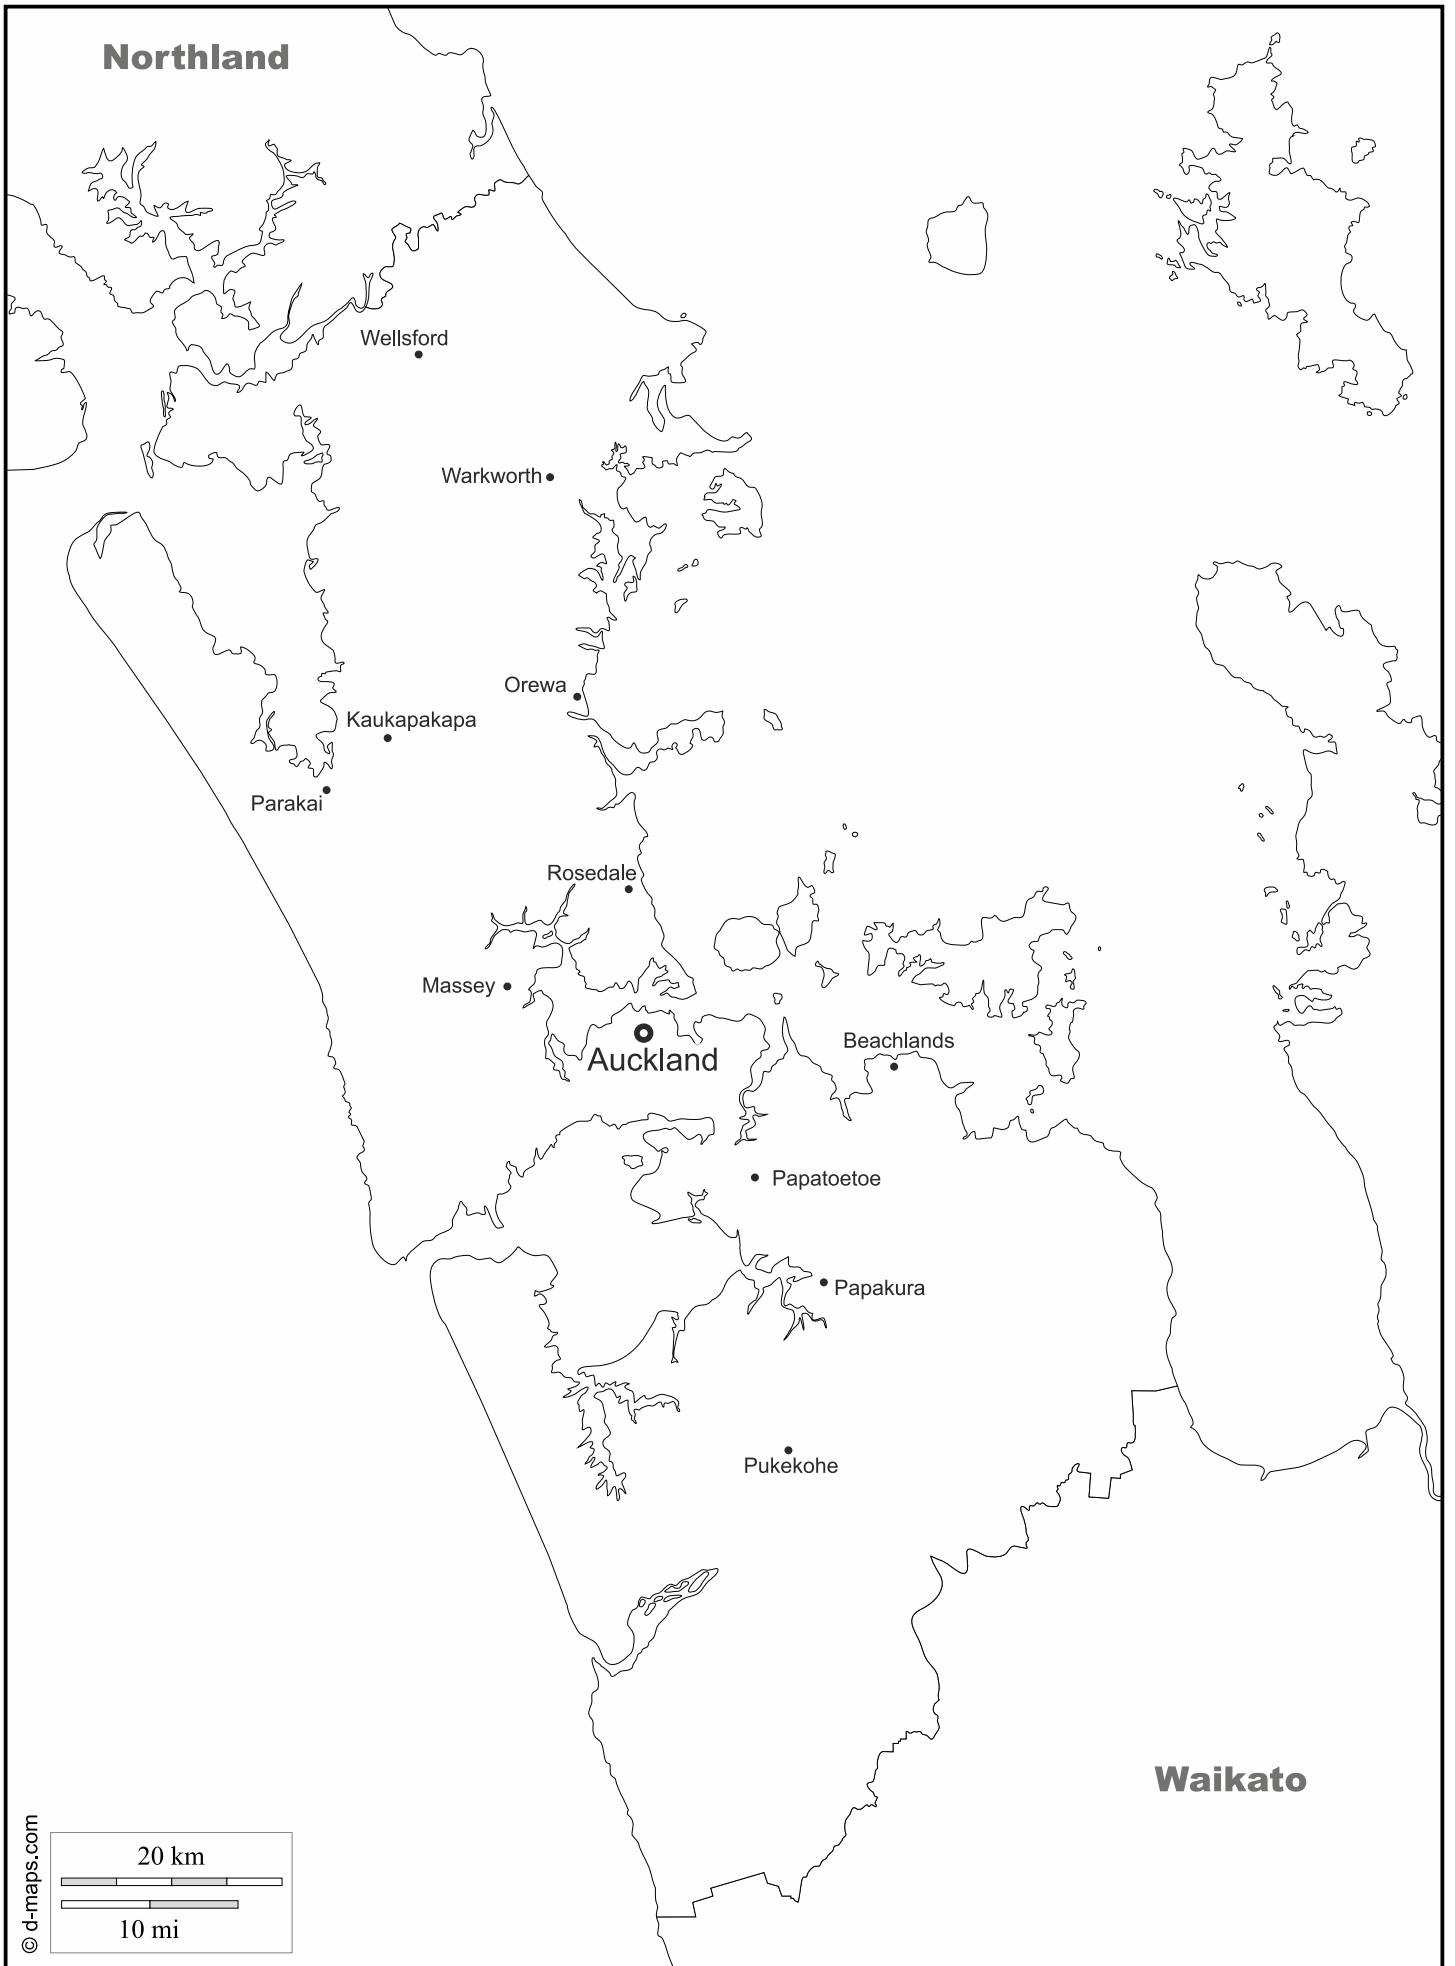 Northland
Wellsford
Warkworth
Orewa
Kaukapakapa
Parakai
Rosedale
Massey
Auckland
Beachlands
Papatoetoe
Papakura
Pukekohe
Waikato
20 km
10 mi
© d-maps.com